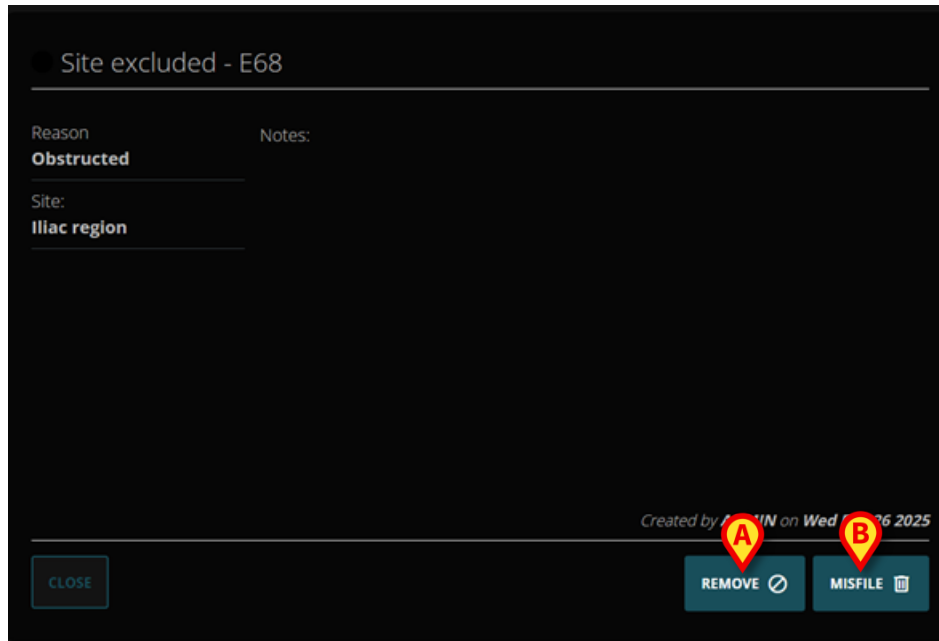 Site excluded - E68
Reason
Obstructed
Notes:
Site:
Iliac region
Created by on Wed 2025
A
B
CLOSE
REMOVE
MISFILE